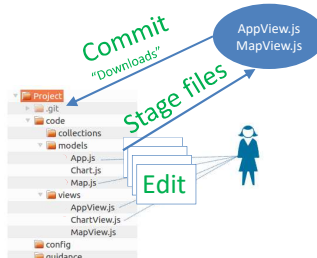 Commit
“Downloads”
AppView.js
MapView.js
Stage files
Project
.git
code
collections
models
App.js
Chart.js
Map.js
Edit
views
AppView.js
ChartView.js
MapView.js
config
guidance